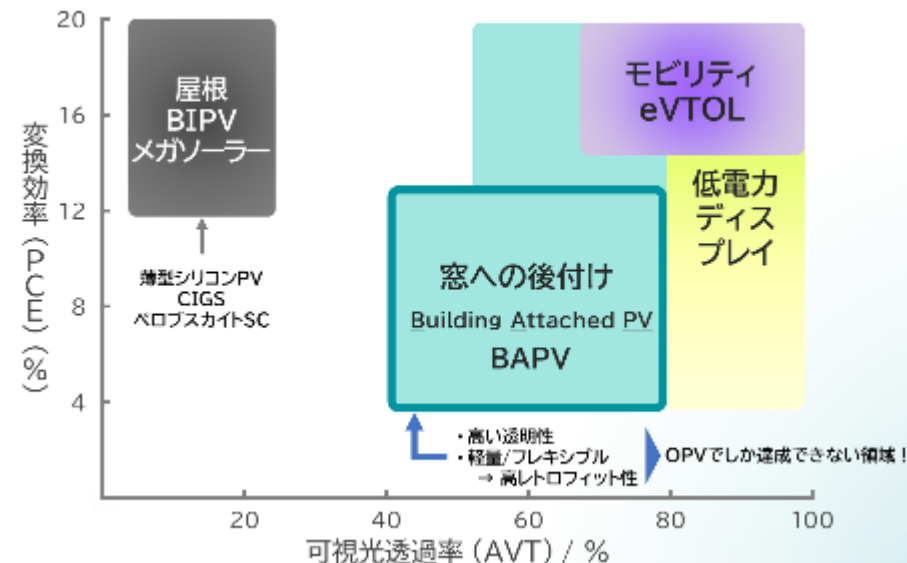 変換効率(PCE)(%)
20
16
12
8
4
屋根
BIPV
メガソーラー
薄型シリコンPV
CIGS
ペロブスカイトSC
モビリティ
eVTOL
低電力
ディス
プレイ
窓への後付け
Building Attached PV
BAPV
・高い透明性
・軽量/フレキシブル
→ 高レトロフィット性
OPVでしか達成できない領域!
20
40
60
80
100
可視光透過率(AVT) / %